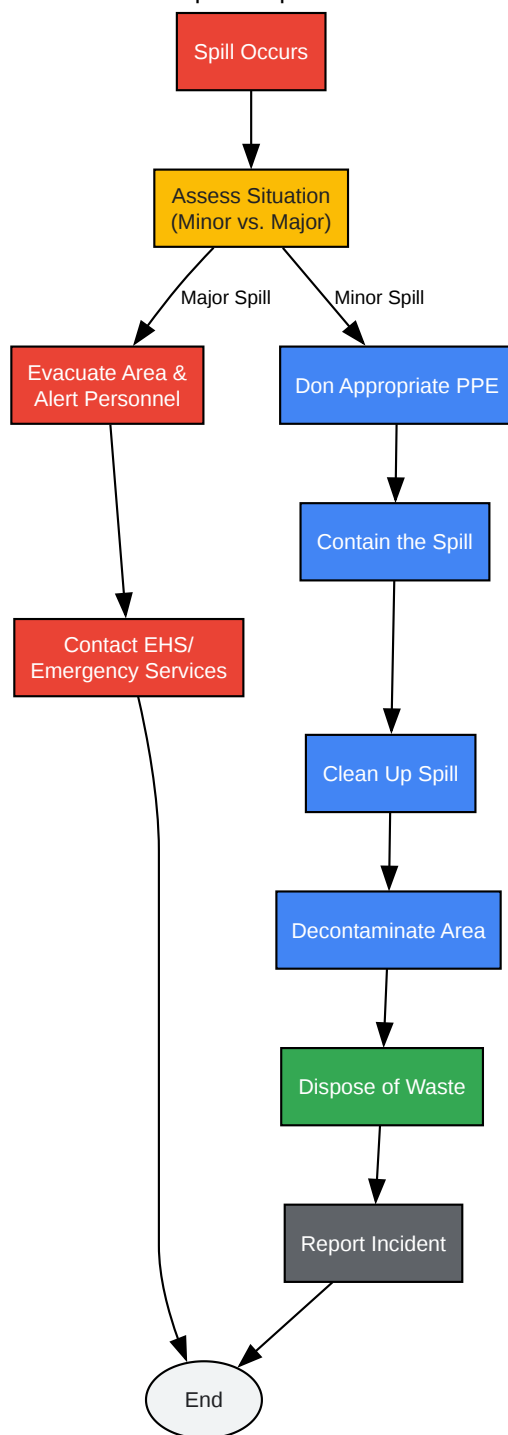 Spill Occurs
Assess Situation
(Minor vs. Major)
Major Spill
Minor Spill
Evacuate Area &
Alert Personnel
Don Appropriate PPE
Contain the Spill
Contact EHS/
Emergency Services
Clean Up Spill
Decontaminate Area
Dispose of Waste
Report Incident
End